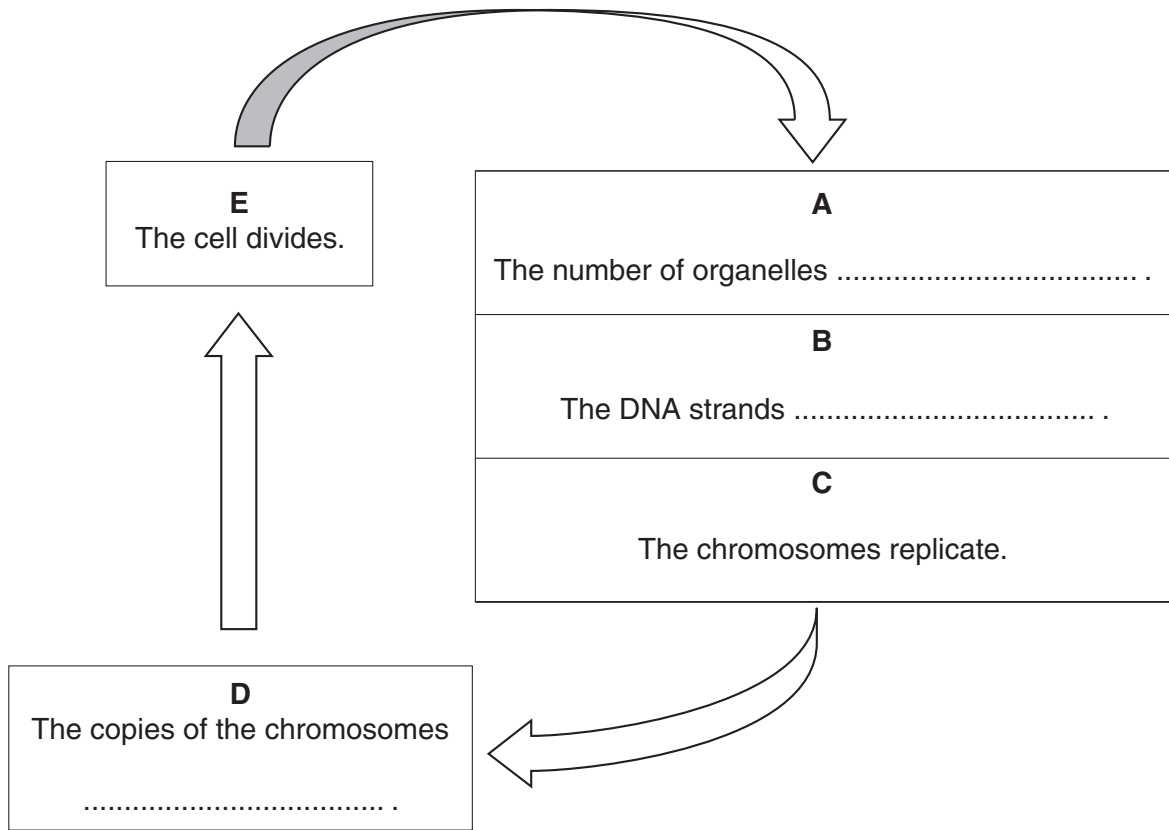 E
The cell divides.
A
The number of organelles ..................................... .
B
The DNA strands ..................................... .
C
The chromosomes replicate.
D
The copies of the chromosomes
..................................... .